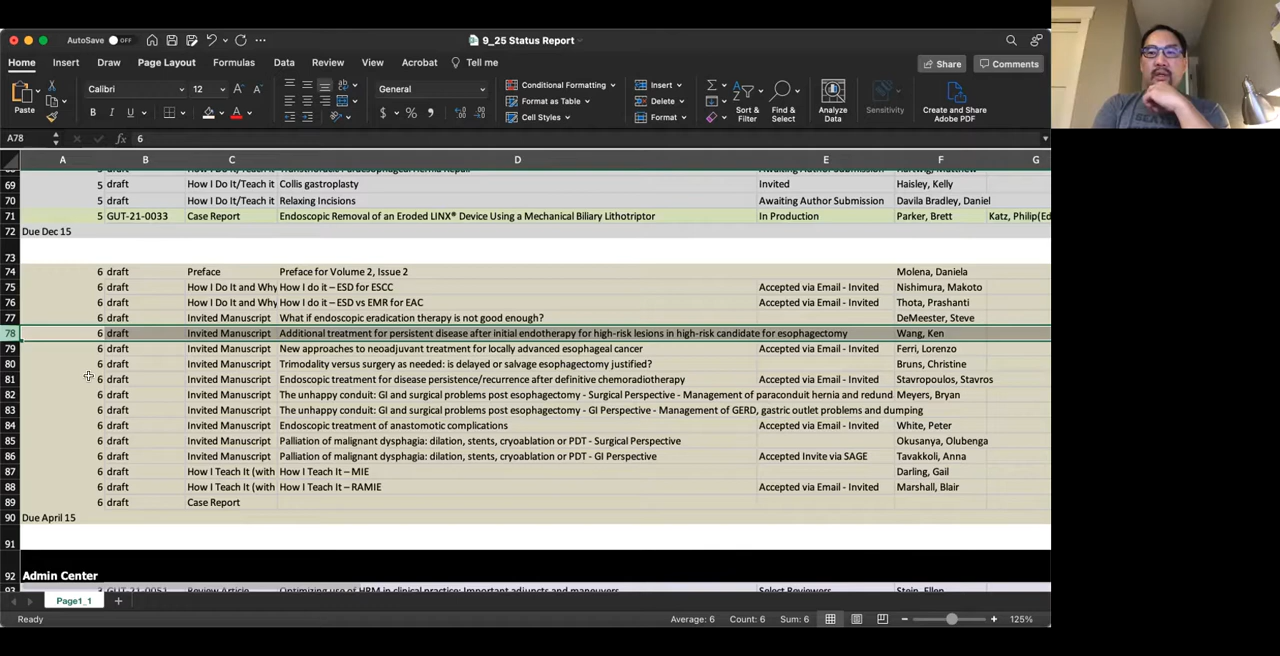 AutoSave OFF 9_25 Status Report
Home Insert Draw Page Layout Formulas Data Review View Acrobat Tell me Share Comments
Paste Calibri 12 General Conditional Formatting Format as Table Cell Styles Insert Delete Format Sort & Filter Find & Select Analyze Data Sensitivity Create and Share Adobe PDF
A78 fx 6
A B C D E F G
69 5 draft How I Do It/Teach it Collis gastroplasty Invited Haisley, Kelly
70 5 draft How I Do It/Teach it Relaxing Incisions Awaiting Author Submission Davila Bradley, Daniel
71 5 GUT-21-0033 Case Report Endoscopic Removal of an Eroded LINX® Device Using a Mechanical Biliary Lithotriptor In Production Parker, Brett Katz, Philip(Ed
72 Due Dec 15
73
74 6 draft Preface Preface for Volume 2, Issue 2 Molena, Daniela
75 6 draft How I Do It and Why How I do it – ESD for ESCC Accepted via Email - Invited Nishimura, Makoto
76 6 draft How I Do It and Why How I do it – ESD vs EMR for EAC Accepted via Email - Invited Thota, Prashanti
77 6 draft Invited Manuscript What if endoscopic eradication therapy is not good enough? DeMeester, Steve
78 6 draft Invited Manuscript Additional treatment for persistent disease after initial endotherapy for high-risk lesions in high-risk candidate for esophagectomy Wang, Ken
79 6 draft Invited Manuscript New approaches to neoadjuvant treatment for locally advanced esophageal cancer Accepted via Email - Invited Ferri, Lorenzo
80 6 draft Invited Manuscript Trimodality versus surgery as needed: is delayed or salvage esophagectomy justified? Bruns, Christine
81 6 draft Invited Manuscript Endoscopic treatment for disease persistence/recurrence after definitive chemoradiotherapy Accepted via Email - Invited Stavropoulos, Stavros
82 6 draft Invited Manuscript The unhappy conduit: GI and surgical problems post esophagectomy - Surgical Perspective - Management of paraconduit hernia and redund Meyers, Bryan
83 6 draft Invited Manuscript The unhappy conduit: GI and surgical problems post esophagectomy - GI Perspective - Management of GERD, gastric outlet problems and dumping
84 6 draft Invited Manuscript Endoscopic treatment of anastomotic complications Accepted via Email - Invited White, Peter
85 6 draft Invited Manuscript Palliation of malignant dysphagia: dilation, stents, cryoablation or PDT - Surgical Perspective Okusanya, Olubenga
86 6 draft Invited Manuscript Palliation of malignant dysphagia: dilation, stents, cryoablation or PDT - GI Perspective Accepted Invite via SAGE Tavakkoli, Anna
87 6 draft How I Teach It (with How I Teach It – MIE Darling, Gail
88 6 draft How I Teach It (with How I Teach It – RAMIE Accepted via Email - Invited Marshall, Blair
89 6 draft Case Report
90 Due April 15
91
92 Admin Center
93 Review Article Optimizing use of HRM in clinical practice: Important adjuncts and maneuvers Select Reviewers Stein, Ellen
Page1_1
Ready Average: 6 Count: 6 Sum: 6 125%